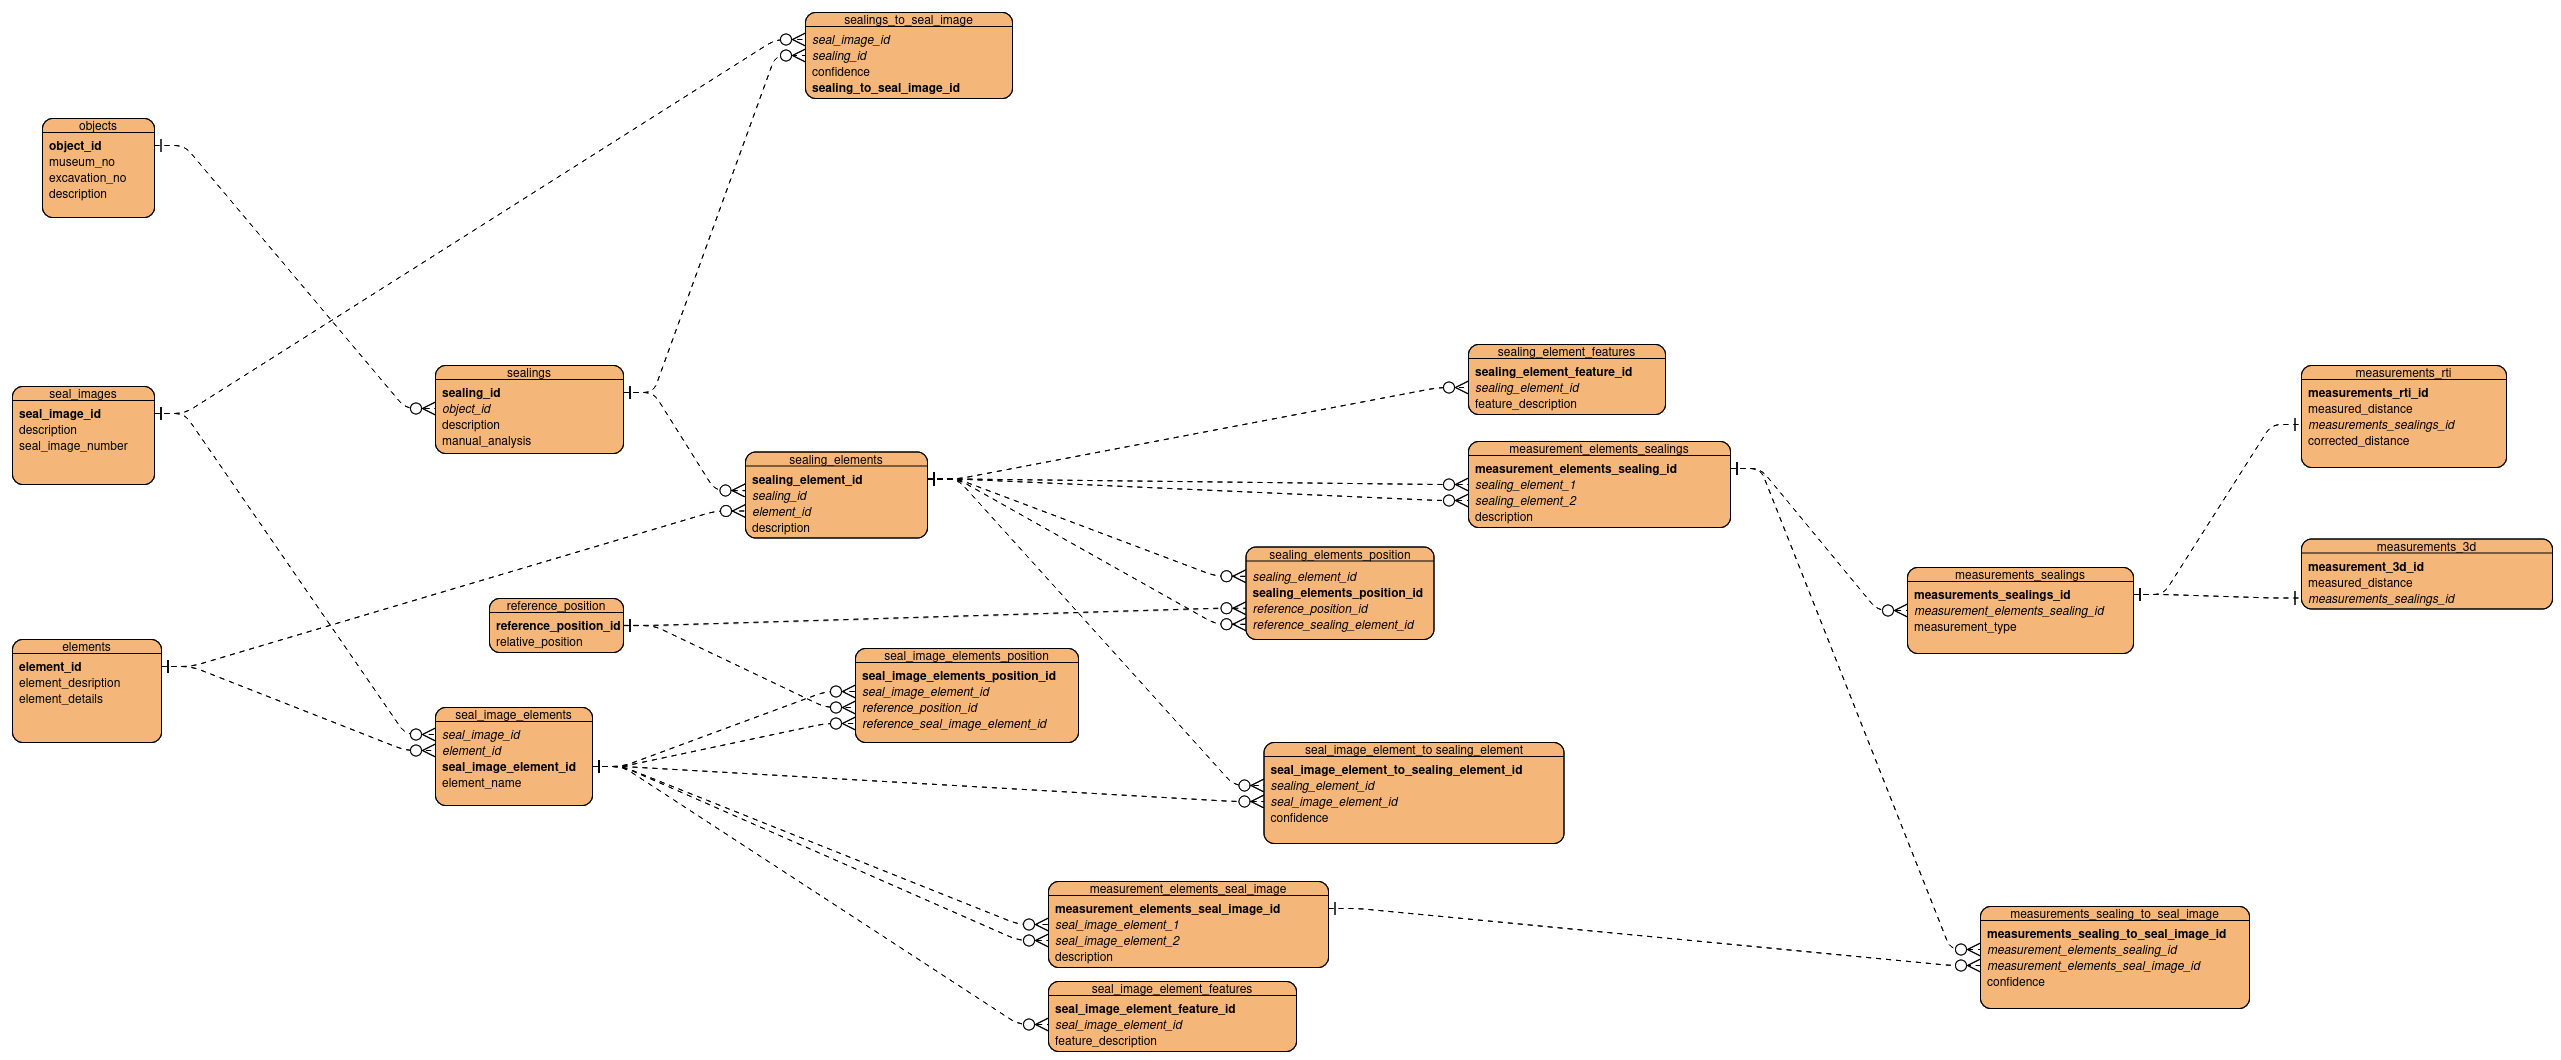 sealings_to_seal_image
seal_image_id
sealing_id
confidence
sealing_to_seal_image_id
objects
object_id
museum_no
excavation_no
description
seal_images
seal_image_id
description
seal_image_number
sealings
sealing_id
object_id
description
manual_analysis
sealing_elements
sealing_element_id
sealing_id
element_id
description
sealing_element_features
sealing_element_feature_id
sealing_element_id
feature_description
measurement_elements_sealings
measurement_elements_sealing_id
sealing_element_1
sealing_element_2
description
measurements_rti
measurements_rti_id
measured_distance
measurements_sealings_id
corrected_distance
measurements_3d
measurement_3d_id
measured_distance
measurements_sealings_id
sealing_elements_position
sealing_element_id
sealing_elements_position_id
reference_position_id
reference_sealing_element_id
measurements_sealings
measurements_sealings_id
measurement_elements_sealing_id
measurement_type
reference_position
reference_position_id
relative_position
elements
element_id
element_desription
element_details
seal_image_elements_position
seal_image_elements_position_id
seal_image_element_id
reference_position_id
reference_seal_image_element_id
seal_image_elements
seal_image_id
element_id
seal_image_element_id
element_name
seal_image_element_to sealing_element
seal_image_element_to_sealing_element_id
sealing_element_id
seal_image_element_id
confidence
measurement_elements_seal_image
measurement_elements_seal_image_id
seal_image_element_1
seal_image_element_2
description
measurements_sealing_to_seal_image
measurements_sealing_to_seal_image_id
measurement_elements_sealing_id
measurement_elements_seal_image_id
confidence
seal_image_element_features
seal_image_element_feature_id
seal_image_element_id
feature_description